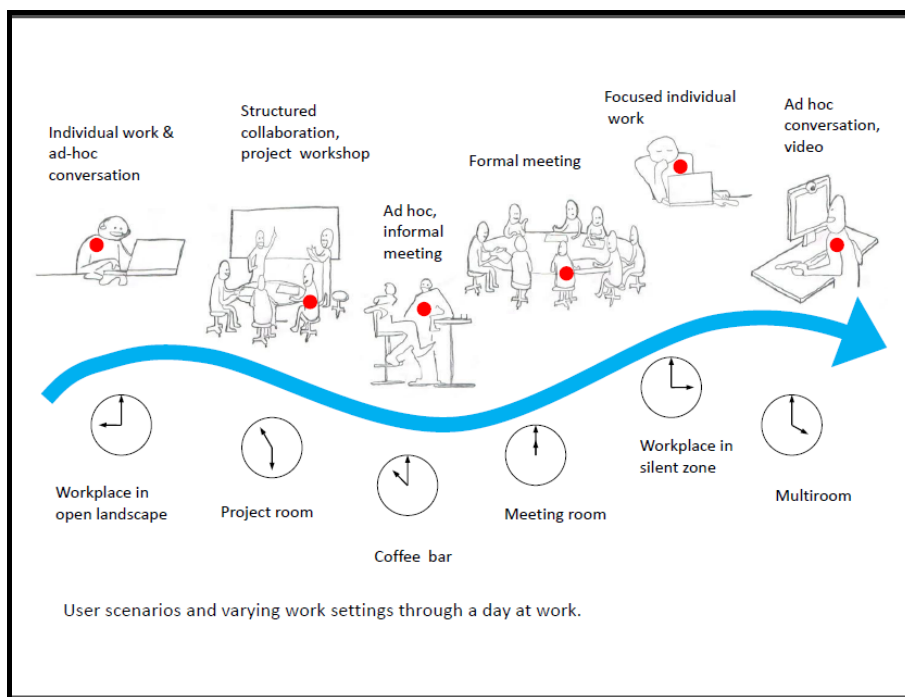 Individual work &
ad-hoc
conversation
Structured
collaboration,
project workshop
Ad hoc,
informal
meeting
Formal meeting
Focused individual
work
Ad hoc
conversation,
video
Workplace in
open landscape
Project room
Coffee bar
Meeting room
Workplace in
silent zone
Multiroom
User scenarios and varying work settings through a day at work.